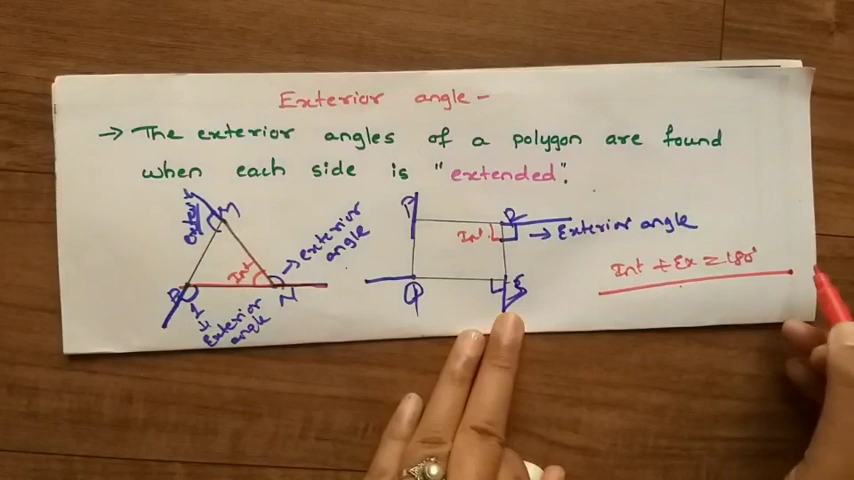 Exterior angle -
→ The exterior angles of a polygon are found
when each side is "extended".
M
Exterior
angle
Int
N
Exterior
angle
P
R
Int
→ Exterior angle
Q
Int + Ex = 180°